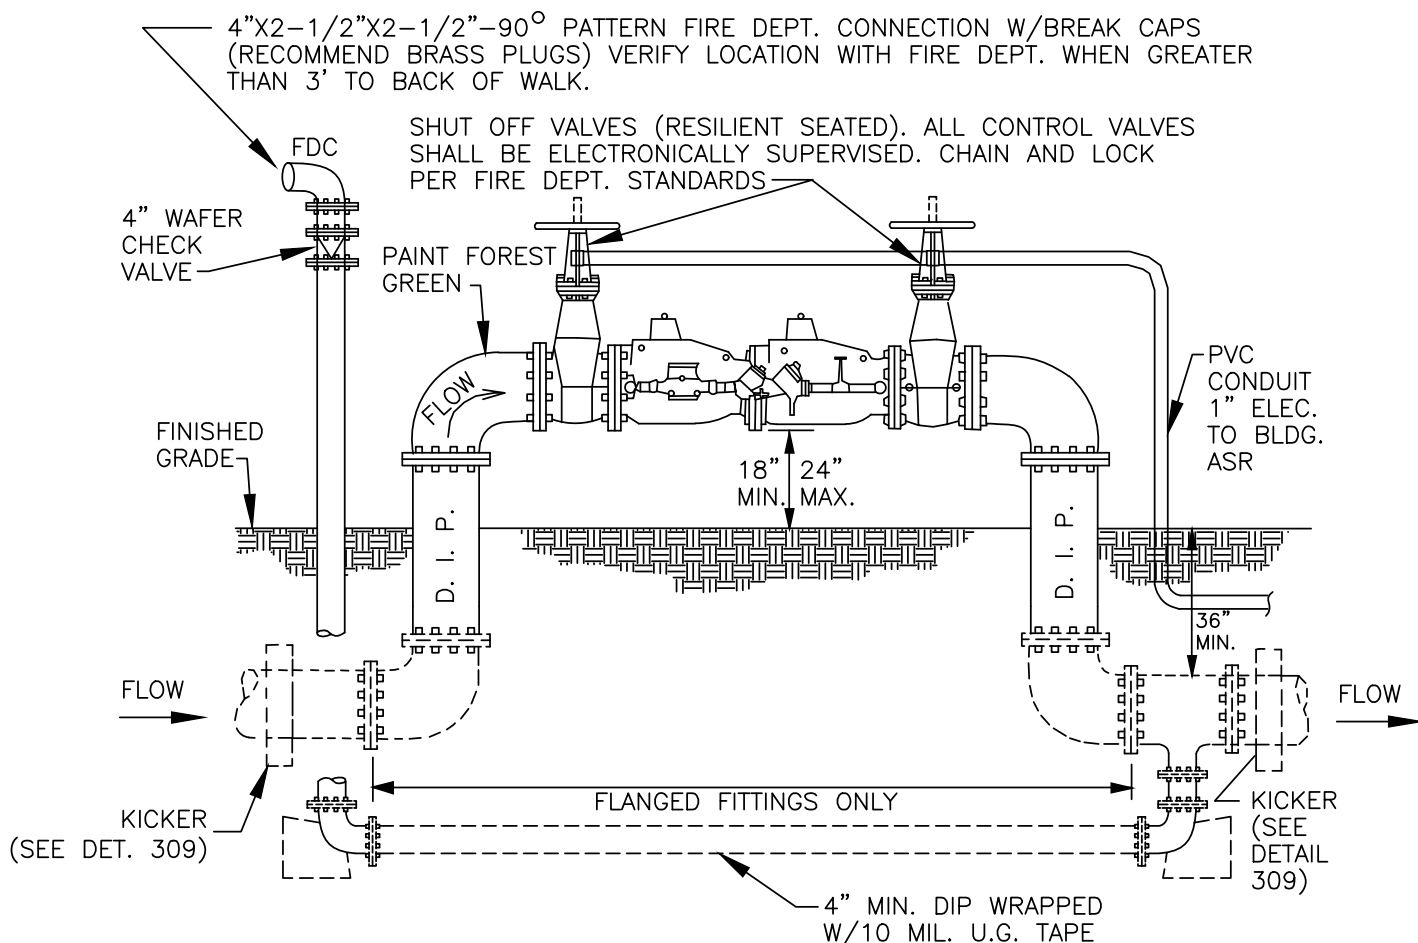 4"X2-1/2"X2-1/2"-90° PATTERN FIRE DEPT. CONNECTION W/BREAK CAPS
(RECOMMEND BRASS PLUGS) VERIFY LOCATION WITH FIRE DEPT. WHEN GREATER
THAN 3' TO BACK OF WALK.
SHUT OFF VALVES (RESILIENT SEATED). ALL CONTROL VALVES
SHALL BE ELECTRONICALLY SUPERVISED. CHAIN AND LOCK
PER FIRE DEPT. STANDARDS
FDC
4" WAFER
CHECK
VALVE
PAINT FOREST
GREEN
FLOW
PVC
CONDUIT
1" ELEC.
TO BLDG.
ASR
FINISHED
GRADE
18" 24"
MIN. MAX.
D. I. P.
D. I. P.
36"
MIN.
FLOW
FLOW
FLANGED FITTINGS ONLY
KICKER
(SEE DET. 309)
KICKER
(SEE
DETAIL
309)
4" MIN. DIP WRAPPED
W/10 MIL. U.G. TAPE